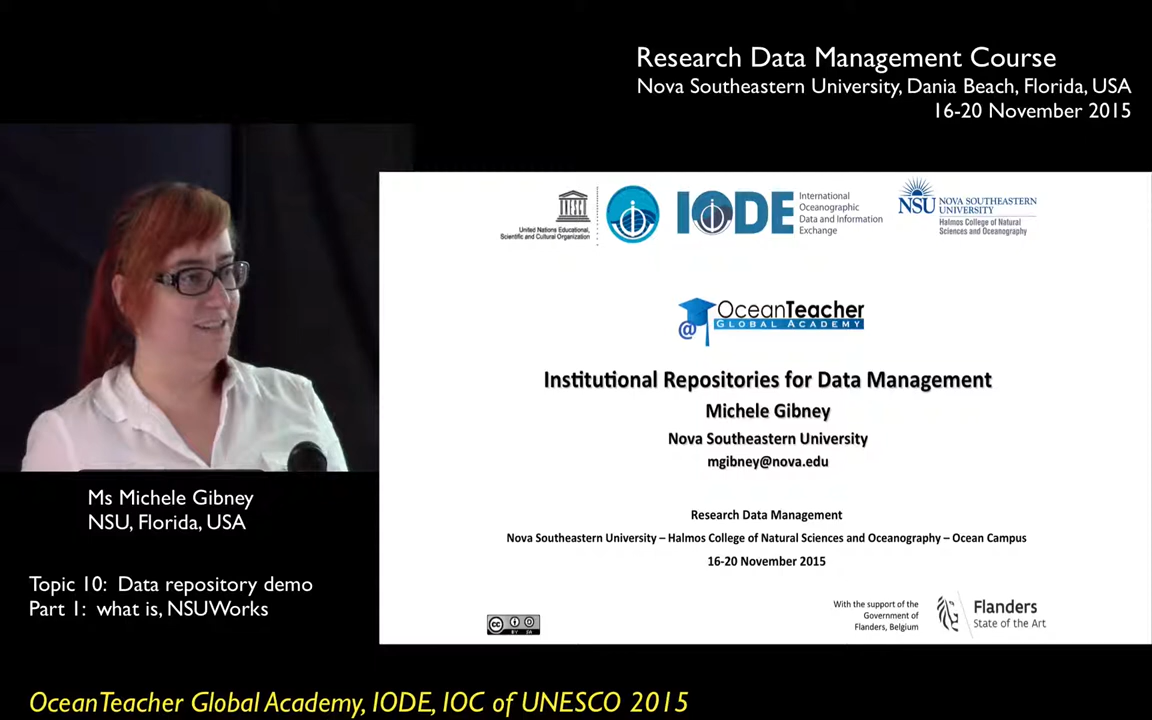 Research Data Management Course
Nova Southeastern University, Dania Beach, Florida, USA
16-20 November 2015
United Nations Educational,
Scientific and Cultural Organization
IODE
International
Oceanographic
Data and Information
Exchange
NSU
NOVA SOUTHEASTERN
UNIVERSITY
Halmos College of Natural
Sciences and Oceanography
@
OceanTeacher
GLOBAL ACADEMY
Institutional Repositories for Data Management
Michele Gibney
Nova Southeastern University
mgibney@nova.edu
Research Data Management
Nova Southeastern University – Halmos College of Natural Sciences and Oceanography – Ocean Campus
16-20 November 2015
With the support of the
Government of
Flanders, Belgium
Flanders
State of the Art
cc
BY SA
Ms Michele Gibney
NSU, Florida, USA
Topic 10: Data repository demo
Part 1: what is, NSUWorks
OceanTeacher Global Academy, IODE, IOC of UNESCO 2015